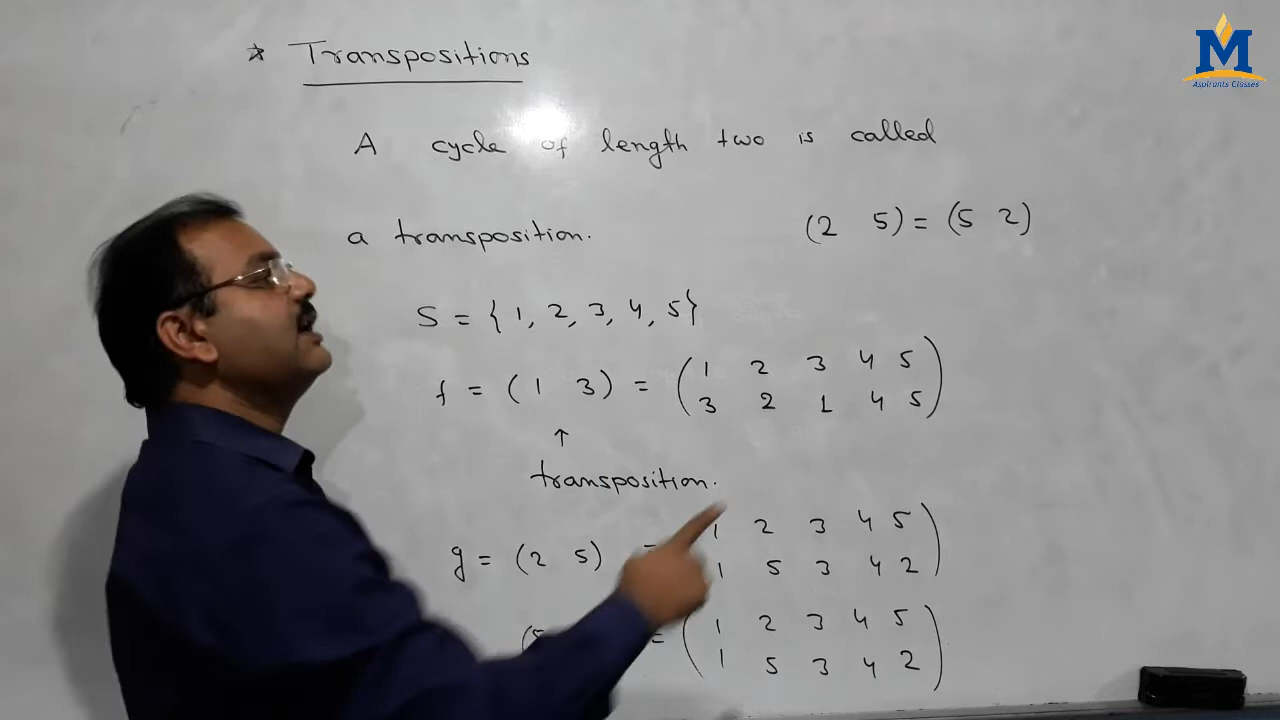 M
Aspirants Classes
* Transpositions
A cycle of length two is called
a transposition. (2 5) = (5 2)
S = { 1, 2, 3, 4, 5}
f = ( 1 3 ) = ( 1 2 3 4 5 )
3 2 1 4 5
↑
transposition.
1 2 3 4 5 )
g = (2 5) =
1 5 3 4 2
(5 = ( 1 2 3 4 5 )
1 5 3 4 2